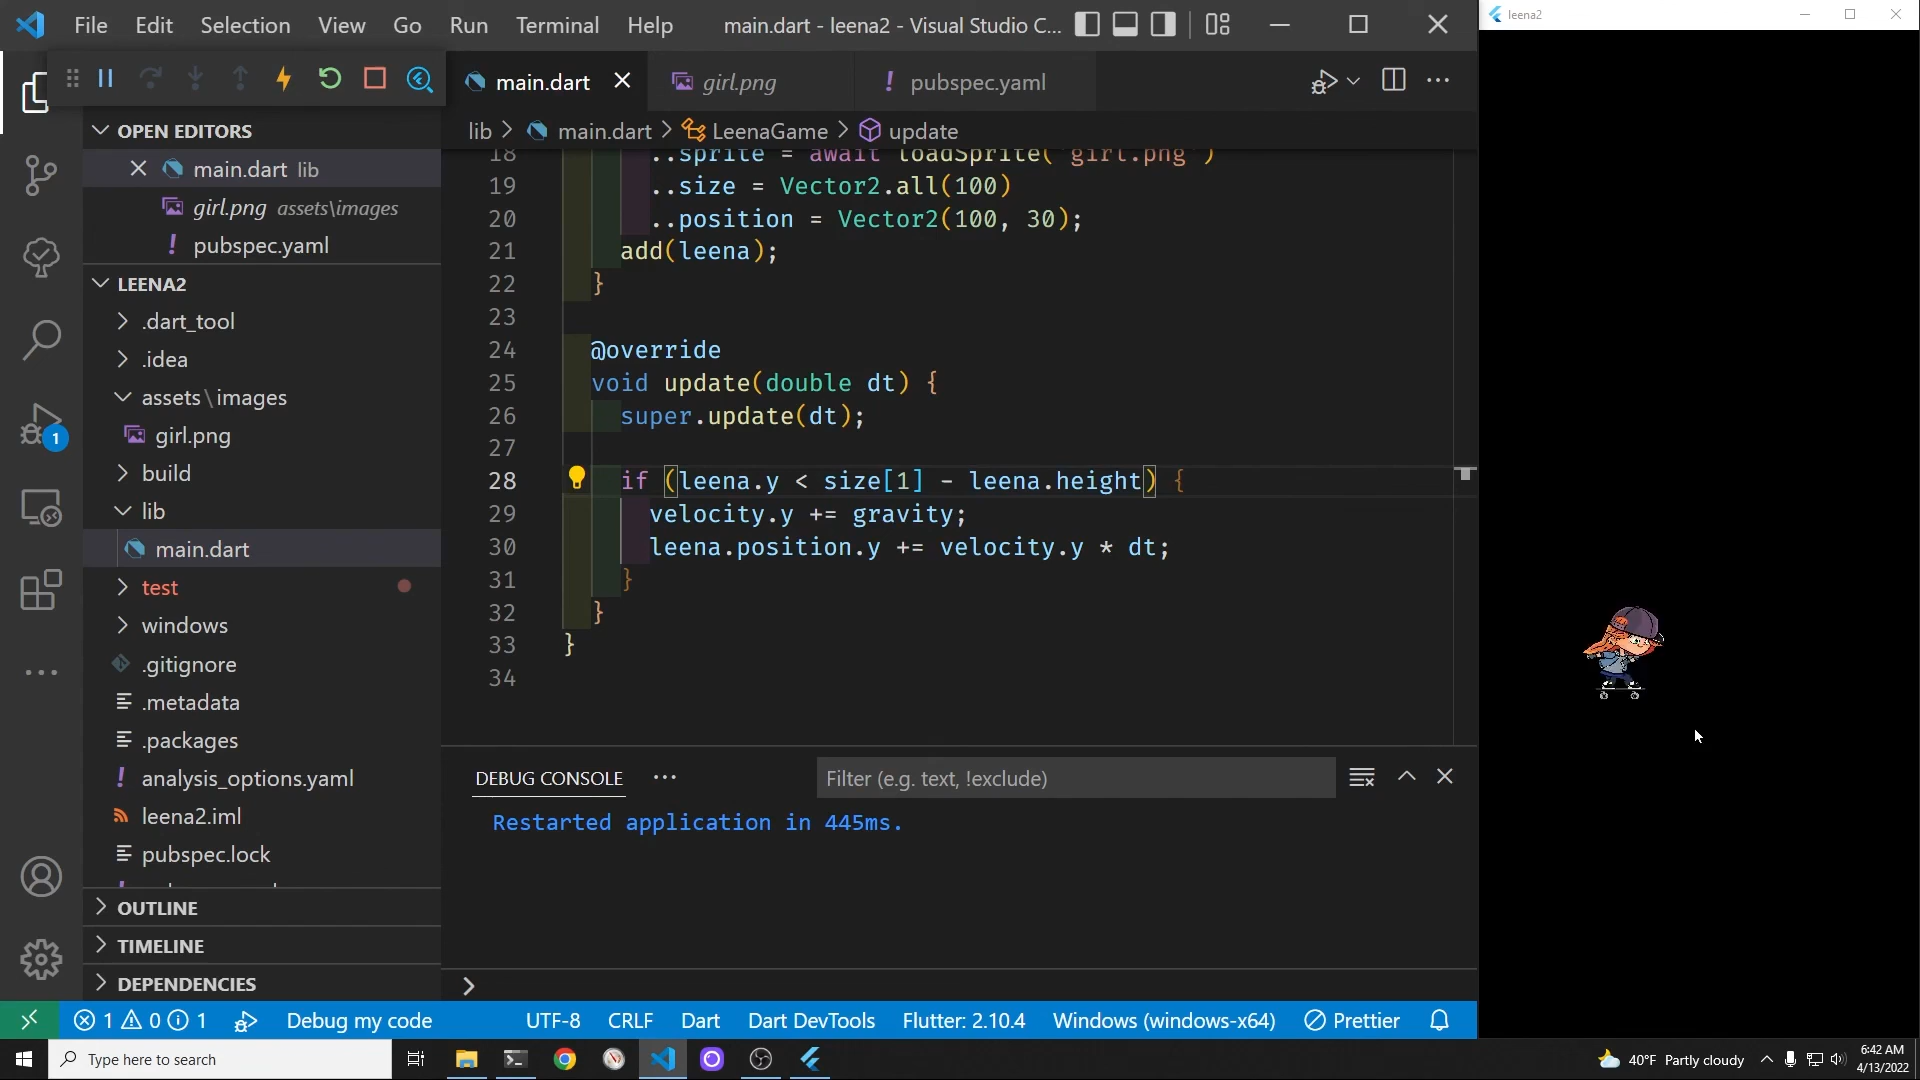 File Edit Selection View Go Run Terminal Help main.dart - leena2 - Visual Studio C...
leena2
main.dart girl.png ! pubspec.yaml
lib > main.dart > LeenaGame > update
OPEN EDITORS
main.dart lib
girl.png assets\images
! pubspec.yaml
LEENA2
.dart_tool
.idea
assets\images
girl.png
build
lib
main.dart
test
windows
.gitignore
.metadata
.packages
! analysis_options.yaml
leena2.iml
pubspec.lock
OUTLINE
TIMELINE
DEPENDENCIES
1
18 ..sprite = await loadSprite('girl.png')
19 ..size = Vector2.all(100)
20 ..position = Vector2(100, 30);
21 add(leena);
22 }
23
24 @override
25 void update(double dt) {
26 super.update(dt);
27
28 if (leena.y < size[1] - leena.height) {
29 velocity.y += gravity;
30 leena.position.y += velocity.y * dt;
31 }
32 }
33 }
34
DEBUG CONSOLE ... Filter (e.g. text, !exclude)
Restarted application in 445ms.
>
1 0 1 Debug my code UTF-8 CRLF Dart Dart DevTools Flutter: 2.10.4 Windows (windows-x64) Prettier
Type here to search
40°F Partly cloudy
6:42 AM
4/13/2022